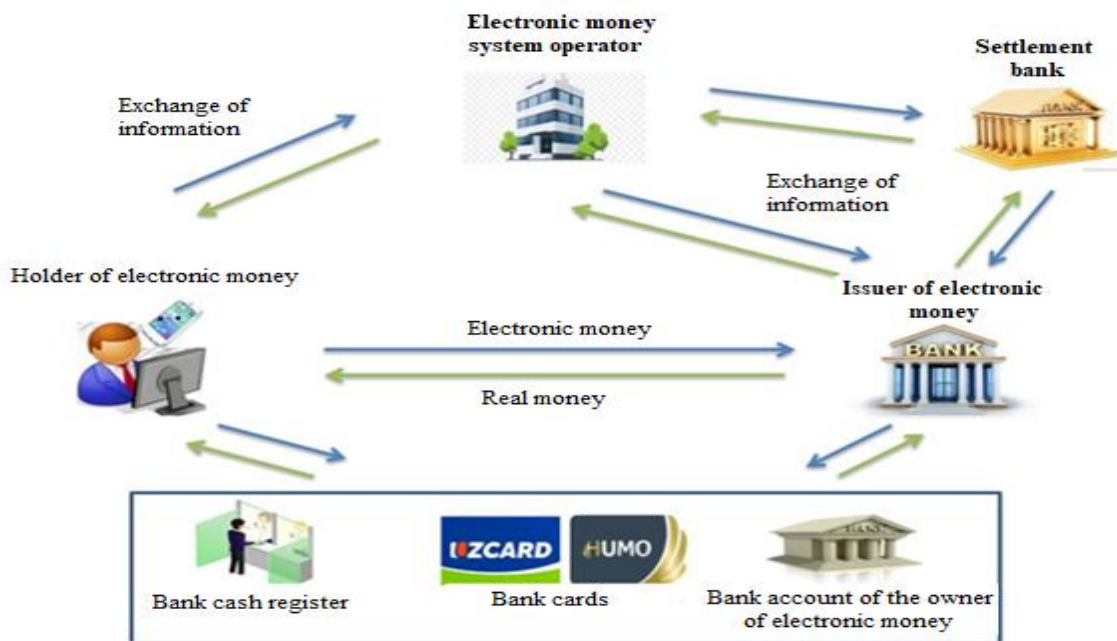 Electronic money
system operator
Settlement
bank
Exchange of
information
Exchange of
information
Holder of electronic money
Issuer of electronic
money
Electronic money
BANK
Real money
UZCARD
HUMO
Bank cash register
Bank cards
Bank account of the owner
of electronic money